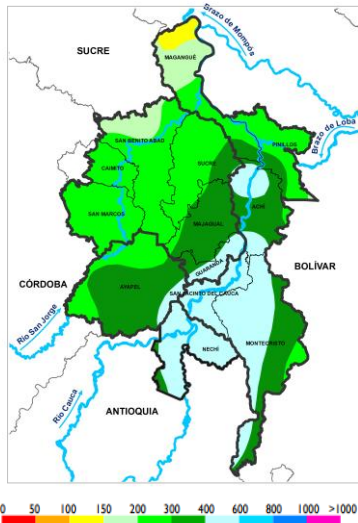 Brazo de Mompós
SUCRE
MAGANGUÉ
Brazo de Loba
SAN BENITO ABAD
PINILLOS
SUCRE
CAIMITO
ACHÍ
SAN MARCOS
MAJAGUAL
GUARANDA
BOLÍVAR
CÓRDOBA
AYAPEL
SAN JACINTO DEL CAUCA
Río San Jorge
MONTECRISTO
NECHÍ
Río Cauca
ANTIOQUIA
0 50 100 150 200 300 400 600 800 1000 >1000